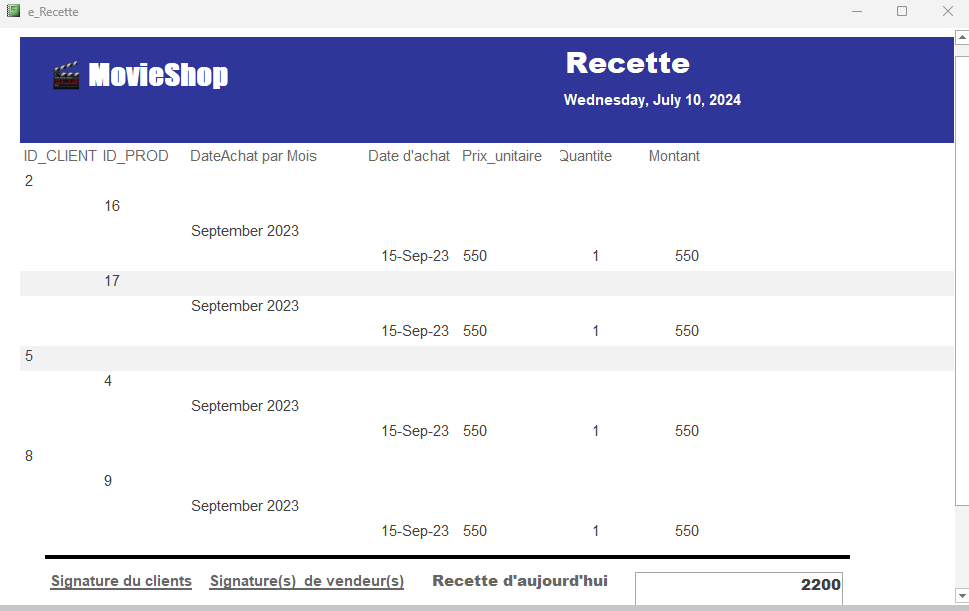 e_Recette
MovieShop
Recette
Wednesday, July 10, 2024
ID_CLIENT ID_PROD DateAchat par Mois Date d'achat Prix_unitaire Quantite Montant
2
16
September 2023
15-Sep-23 550 1 550
17
September 2023
15-Sep-23 550 1 550
5
4
September 2023
15-Sep-23 550 1 550
8
9
September 2023
15-Sep-23 550 1 550
Signature du clients Signature(s) de vendeur(s) Recette d'aujourd'hui 2200